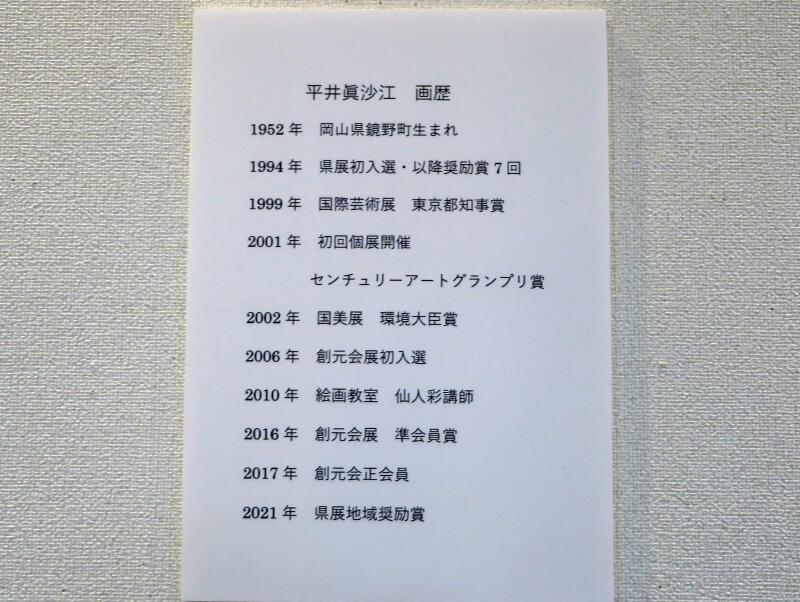 平井眞沙江　画歴
1952 年　岡山県鏡野町生まれ
1994 年　県展初入選・以降奨励賞 7 回
1999 年　国際芸術展　東京都知事賞
2001 年　初回個展開催
センチュリーアートグランプリ賞
2002 年　国美展　環境大臣賞
2006 年　創元会展初入選
2010 年　絵画教室　仙人彩講師
2016 年　創元会展　準会員賞
2017 年　創元会正会員
2021 年　県展地域奨励賞